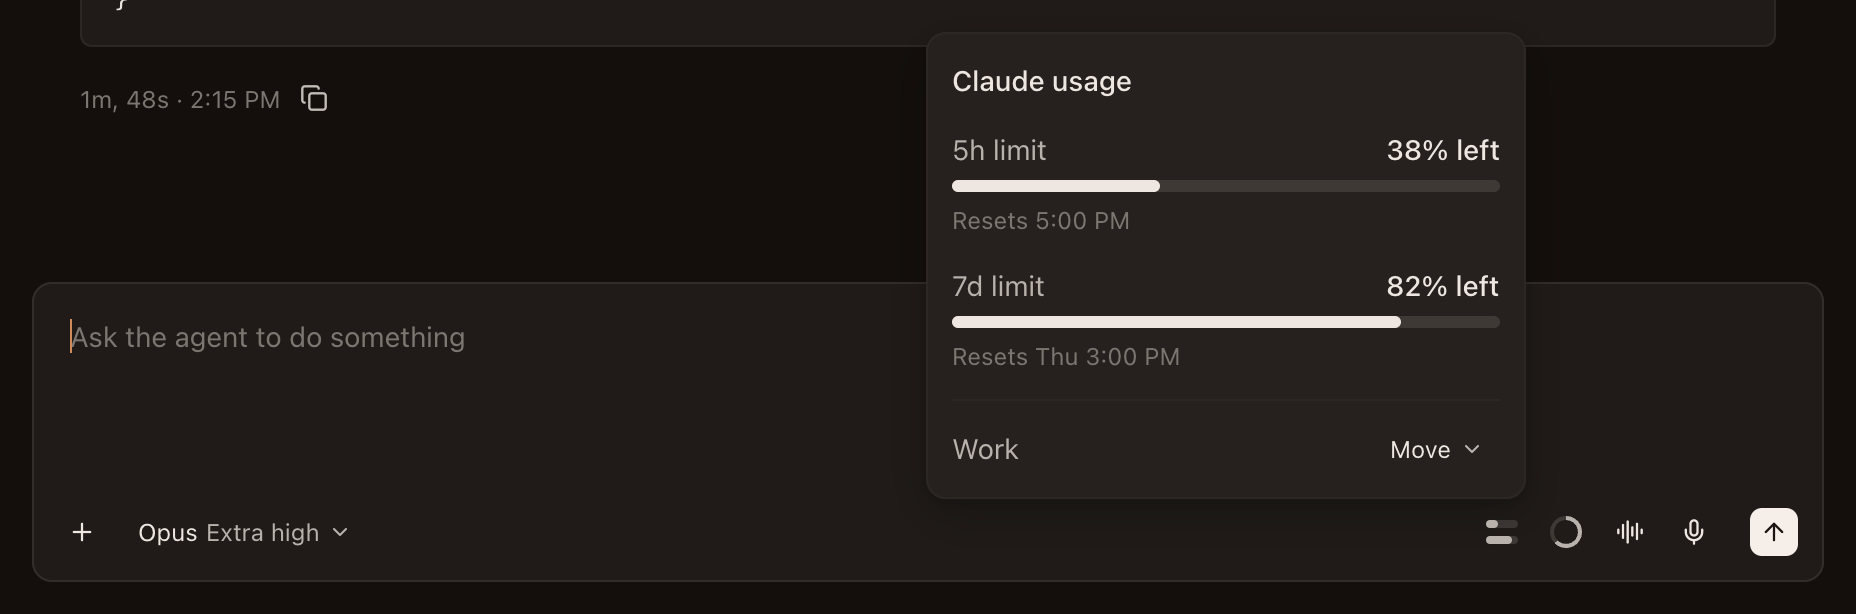 }
1m, 48s · 2:15 PM
Claude usage
5h limit 38% left
Resets 5:00 PM
7d limit 82% left
Resets Thu 3:00 PM
Work Move
Ask the agent to do something
Opus Extra high